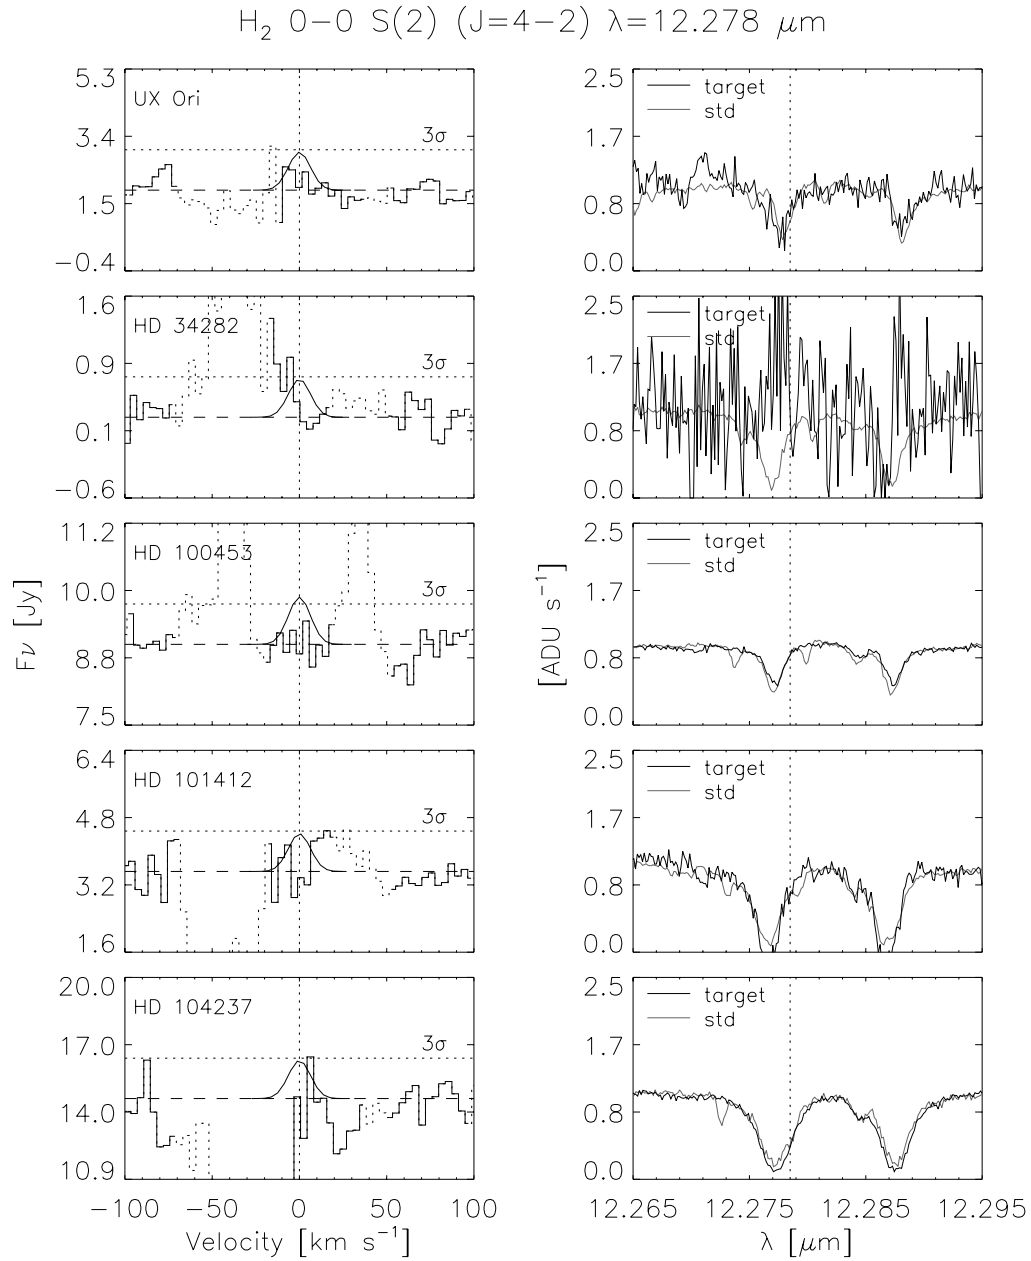 H₂ 0−0 S(2) (J=4−2) λ=12.278 μm
5.3
3.4
1.5
−0.4
UX Ori
3σ
2.5
1.7
0.8
0.0
target
std
1.6
0.9
0.1
−0.6
HD 34282
3σ
2.5
1.7
0.8
0.0
target
std
11.2
10.0
8.8
7.5
HD 100453
3σ
2.5
1.7
0.8
0.0
target
std
Fν [Jy]
[ADU s⁻¹]
6.4
4.8
3.2
1.6
HD 101412
3σ
2.5
1.7
0.8
0.0
target
std
20.0
17.0
14.0
10.9
HD 104237
3σ
2.5
1.7
0.8
0.0
target
std
−100 −50 0 50 100
Velocity [km s⁻¹]
12.265 12.275 12.285 12.295
λ [μm]